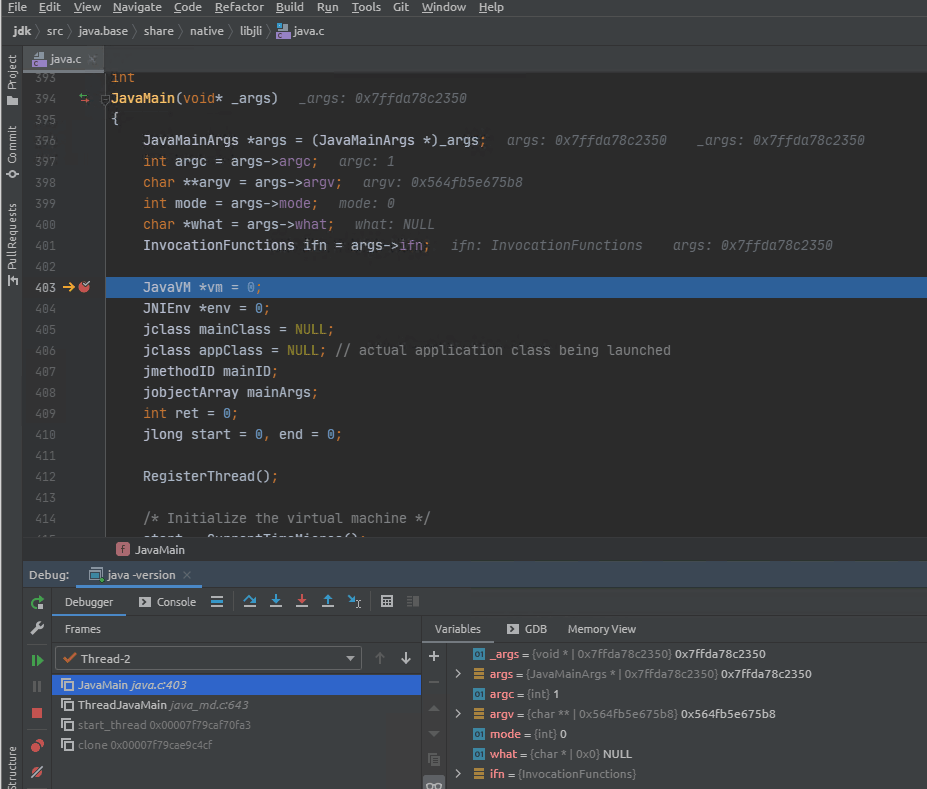 File Edit View Navigate Code Refactor Build Run Tools Git Window Help
jdk src java.base share native libjli java.c
java.c
Project
Commit
Pull Requests
Structure
393 int
394 JavaMain(void* _args) _args: 0x7ffda78c2350
395 {
396 JavaMainArgs *args = (JavaMainArgs *)_args; args: 0x7ffda78c2350 _args: 0x7ffda78c2350
397 int argc = args->argc; argc: 1
398 char **argv = args->argv; argv: 0x564fb5e675b8
399 int mode = args->mode; mode: 0
400 char *what = args->what; what: NULL
401 InvocationFunctions ifn = args->ifn; ifn: InvocationFunctions args: 0x7ffda78c2350
402
403 JavaVM *vm = 0;
404 JNIEnv *env = 0;
405 jclass mainClass = NULL;
406 jclass appClass = NULL; // actual application class being launched
407 jmethodID mainID;
408 jobjectArray mainArgs;
409 int ret = 0;
410 jlong start = 0, end = 0;
411
412 RegisterThread();
413
414 /* Initialize the virtual machine */
415 start = CurrentTimeMicros();
f JavaMain
Debug: java -version
Debugger Console
Frames
Thread-2
JavaMain java.c:403
ThreadJavaMain java_md.c:643
start_thread 0x00007f79caf70fa3
clone 0x00007f79cae9c4cf
Variables GDB Memory View
_args = {void * | 0x7ffda78c2350} 0x7ffda78c2350
args = {JavaMainArgs * | 0x7ffda78c2350} 0x7ffda78c2350
argc = {int} 1
argv = {char ** | 0x564fb5e675b8} 0x564fb5e675b8
mode = {int} 0
what = {char * | 0x0} NULL
ifn = {InvocationFunctions}